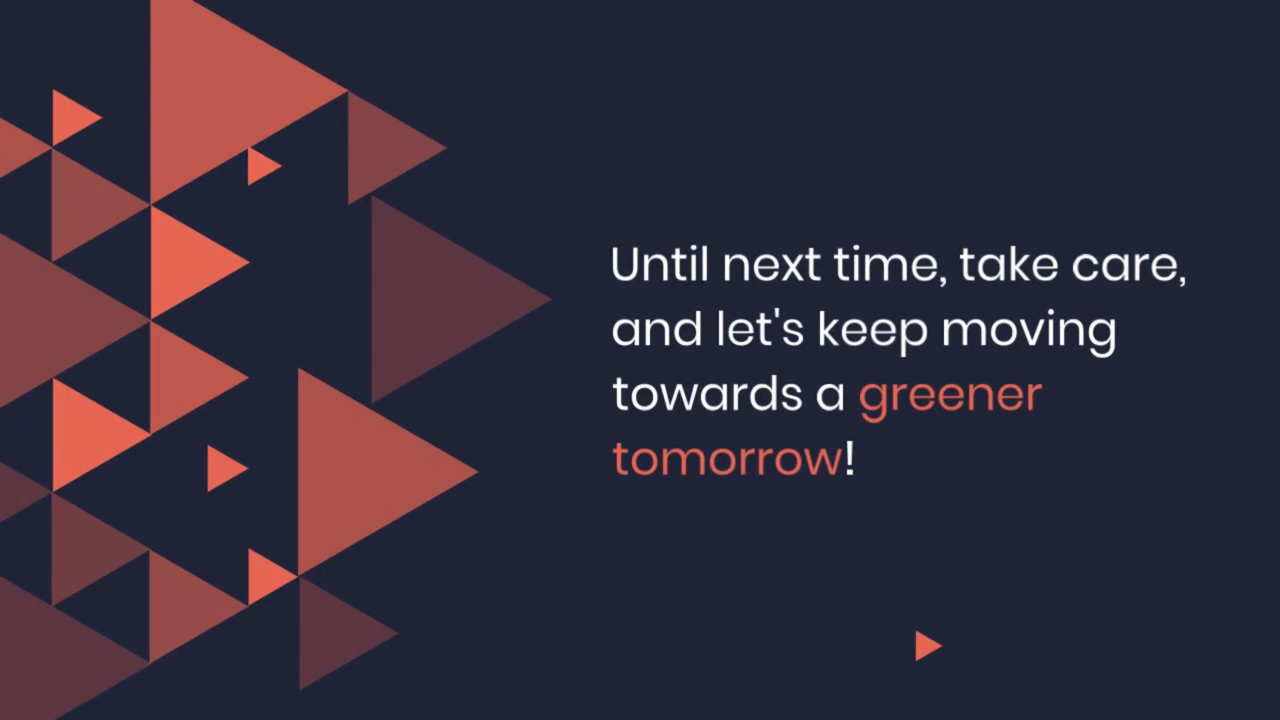 Until next time, take care,
and let's keep moving
towards a greener
tomorrow!